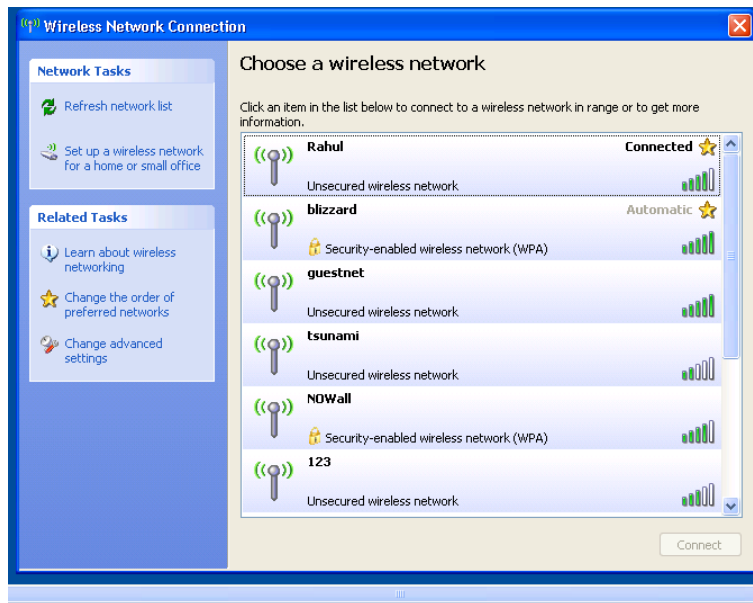 Wireless Network Connection
Network Tasks
Refresh network list
Set up a wireless network
for a home or small office
Related Tasks
Learn about wireless
networking
Change the order of
preferred networks
Change advanced
settings
Choose a wireless network
Click an item in the list below to connect to a wireless network in range or to get more
information.
Rahul Connected
Unsecured wireless network
blizzard Automatic
Security-enabled wireless network (WPA)
guestnet
Unsecured wireless network
tsunami
Unsecured wireless network
NOWall
Security-enabled wireless network (WPA)
123
Unsecured wireless network
Connect